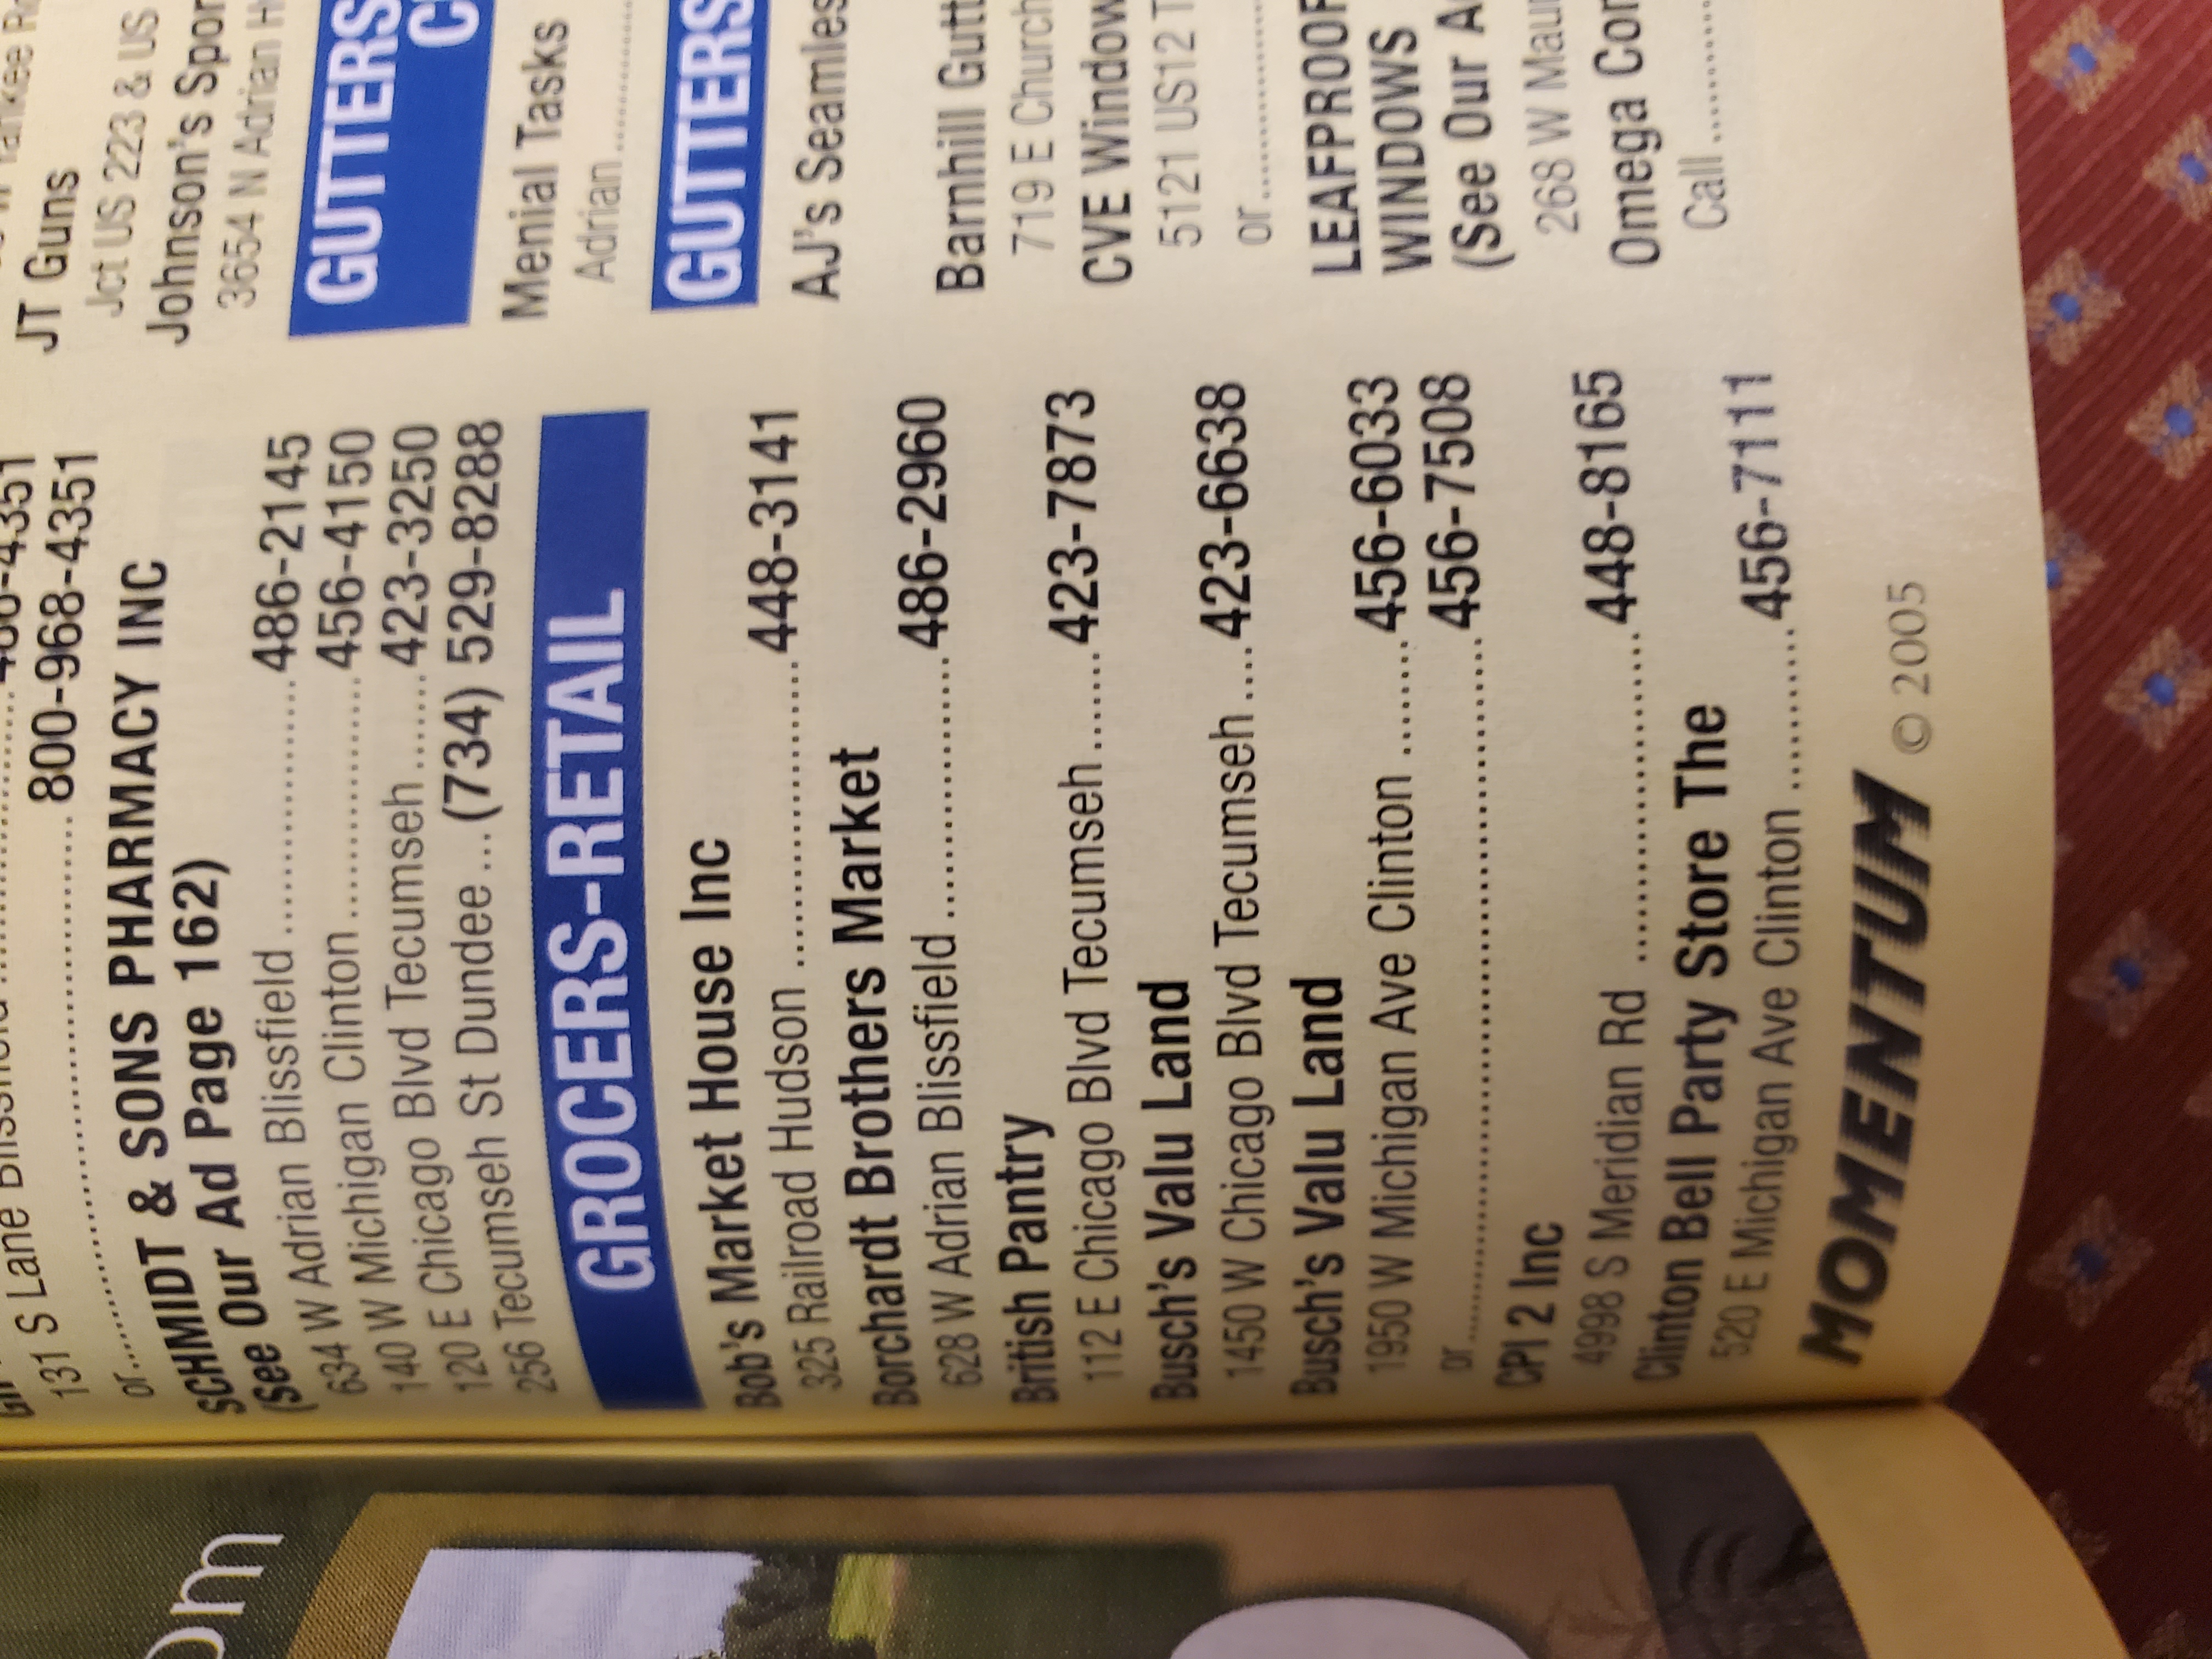 800-968-4351
131 S Lane
or
SCHMIDT & SONS PHARMACY INC
(See Our Ad Page 162)
634 W Adrian Blissfield ............ 486-2145
140 W Michigan Clinton ............ 456-4150
120 E Chicago Blvd Tecumseh ....... 423-3250
256 Tecumseh St Dundee ... (734) 529-8288
GROCERS-RETAIL
Bob's Market House Inc
325 Railroad Hudson ............ 448-3141
Borchardt Brothers Market
628 W Adrian Blissfield ............ 486-2960
British Pantry
112 E Chicago Blvd Tecumseh ...... 423-7873
Busch's Valu Land
1450 W Chicago Blvd Tecumseh .... 423-6638
Busch's Valu Land
1950 W Michigan Ave Clinton ........ 456-6033
or ............ 456-7508
CPI 2 Inc
4998 S Meridian Rd ............ 448-8165
Clinton Bell Party Store The
520 E Michigan Ave Clinton ........... 456-7111
MOMENTUM © 2005
JT Guns
Jct US 223 & US
Johnson's Spor
3654 N Adrian H
GUTTERS
C
Menial Tasks
Adrian
GUTTERS
AJ's Seamles
Barnhill Gutt
719 E Church
CVE Window
5121 US12 T
or
LEAFPROOF
WINDOWS
(See Our A
268 W Mau
Omega Cor
Call
om